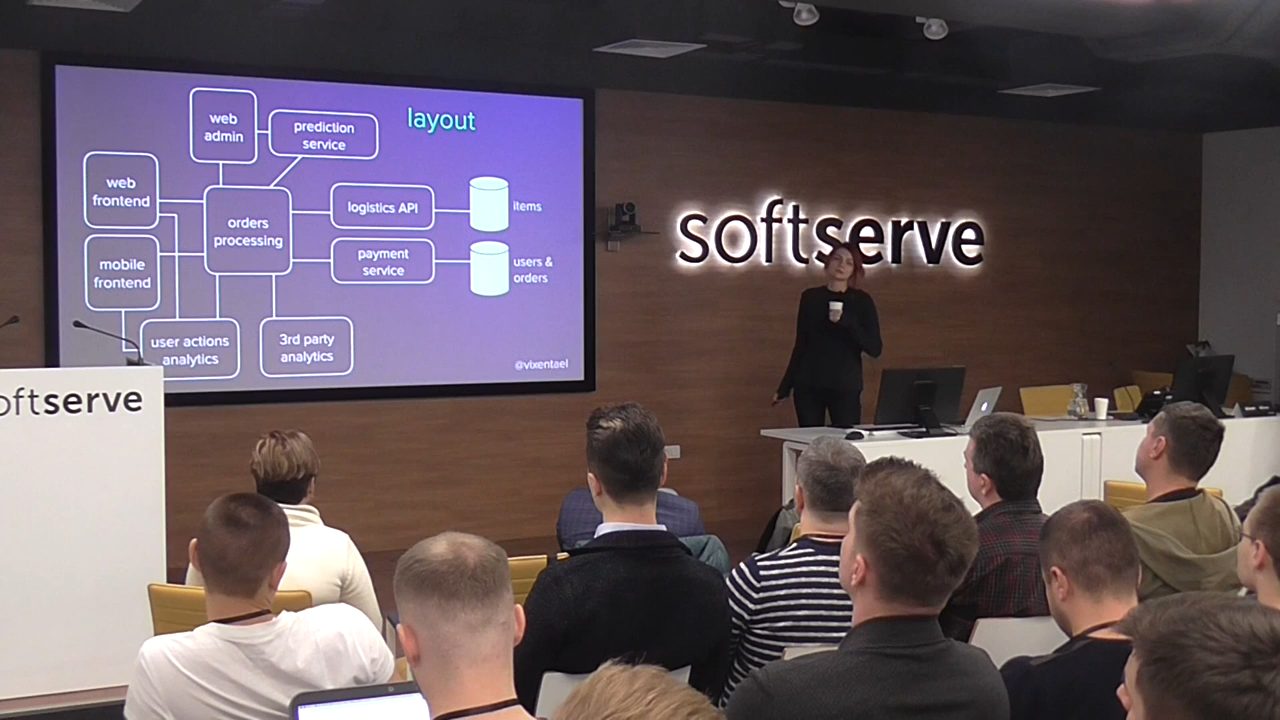 layout
web
admin
prediction
service
web
frontend
orders
processing
logistics API
items
mobile
frontend
payment
service
users &
orders
user actions
analytics
3rd party
analytics
@vixentael
softserve
oftserve